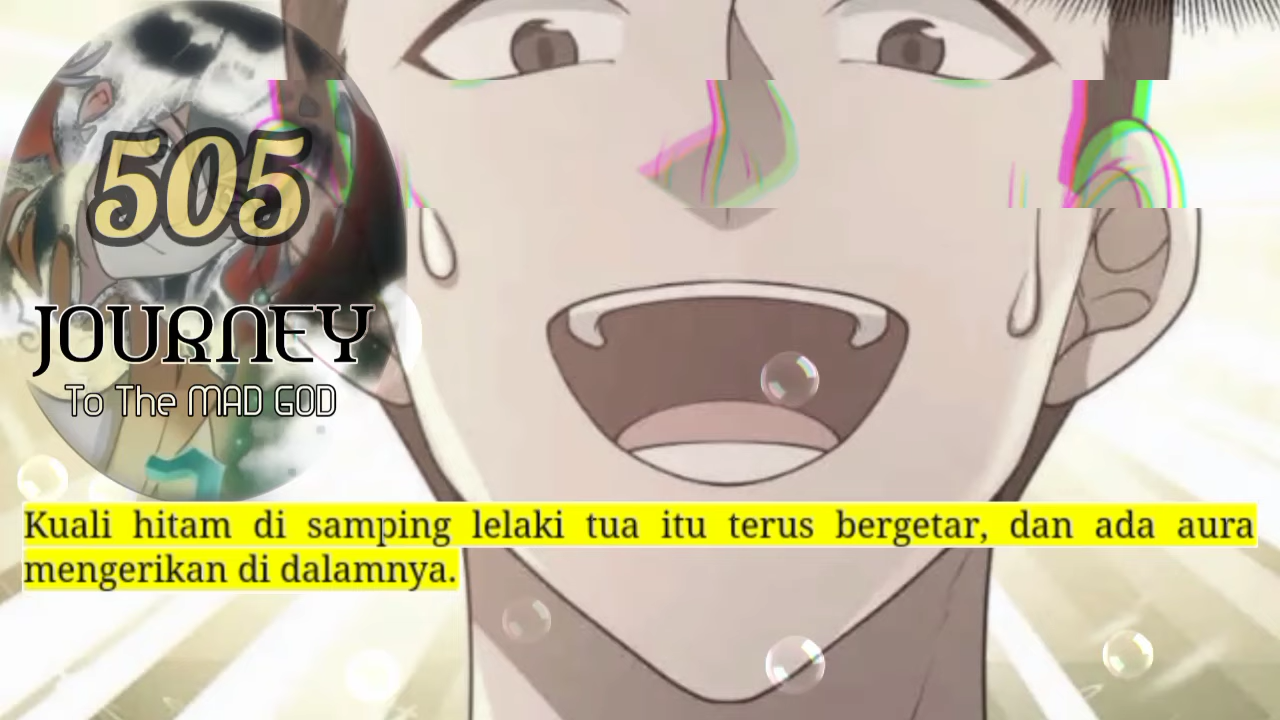 505
JOURNEY
To The MAD GOD
Kuali hitam di samping lelaki tua itu terus bergetar, dan ada aura
mengerikan di dalamnya.